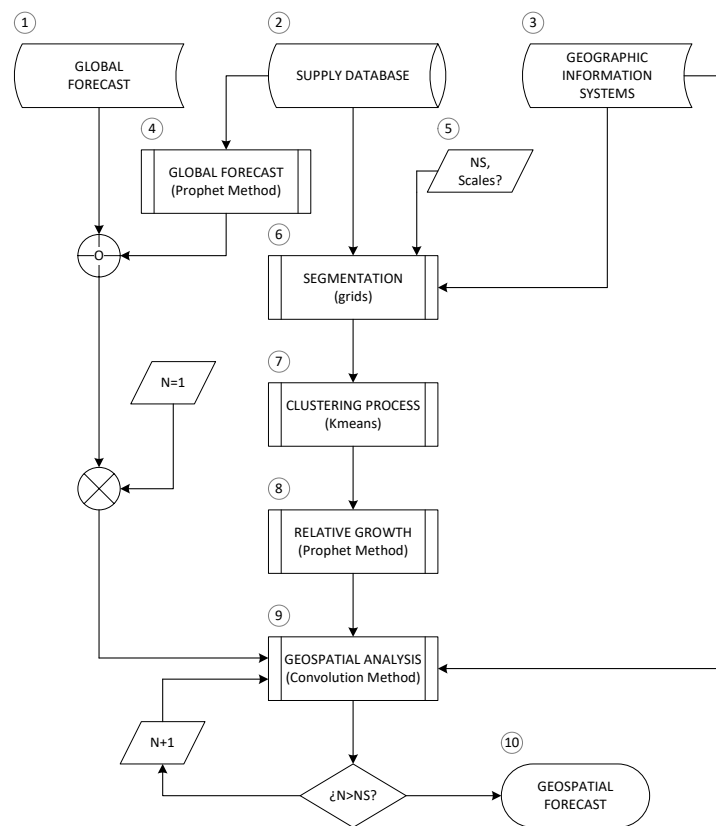 1
2
3
GLOBAL
FORECAST
SUPPLY DATABASE
GEOGRAPHIC
INFORMATION
SYSTEMS
4
5
GLOBAL FORECAST
(Prophet Method)
NS,
Scales?
6
O
SEGMENTATION
(grids)
7
N=1
CLUSTERING PROCESS
(Kmeans)
8
RELATIVE GROWTH
(Prophet Method)
9
GEOSPATIAL ANALYSIS
(Convolution Method)
N+1
10
¿N>NS?
GEOSPATIAL
FORECAST